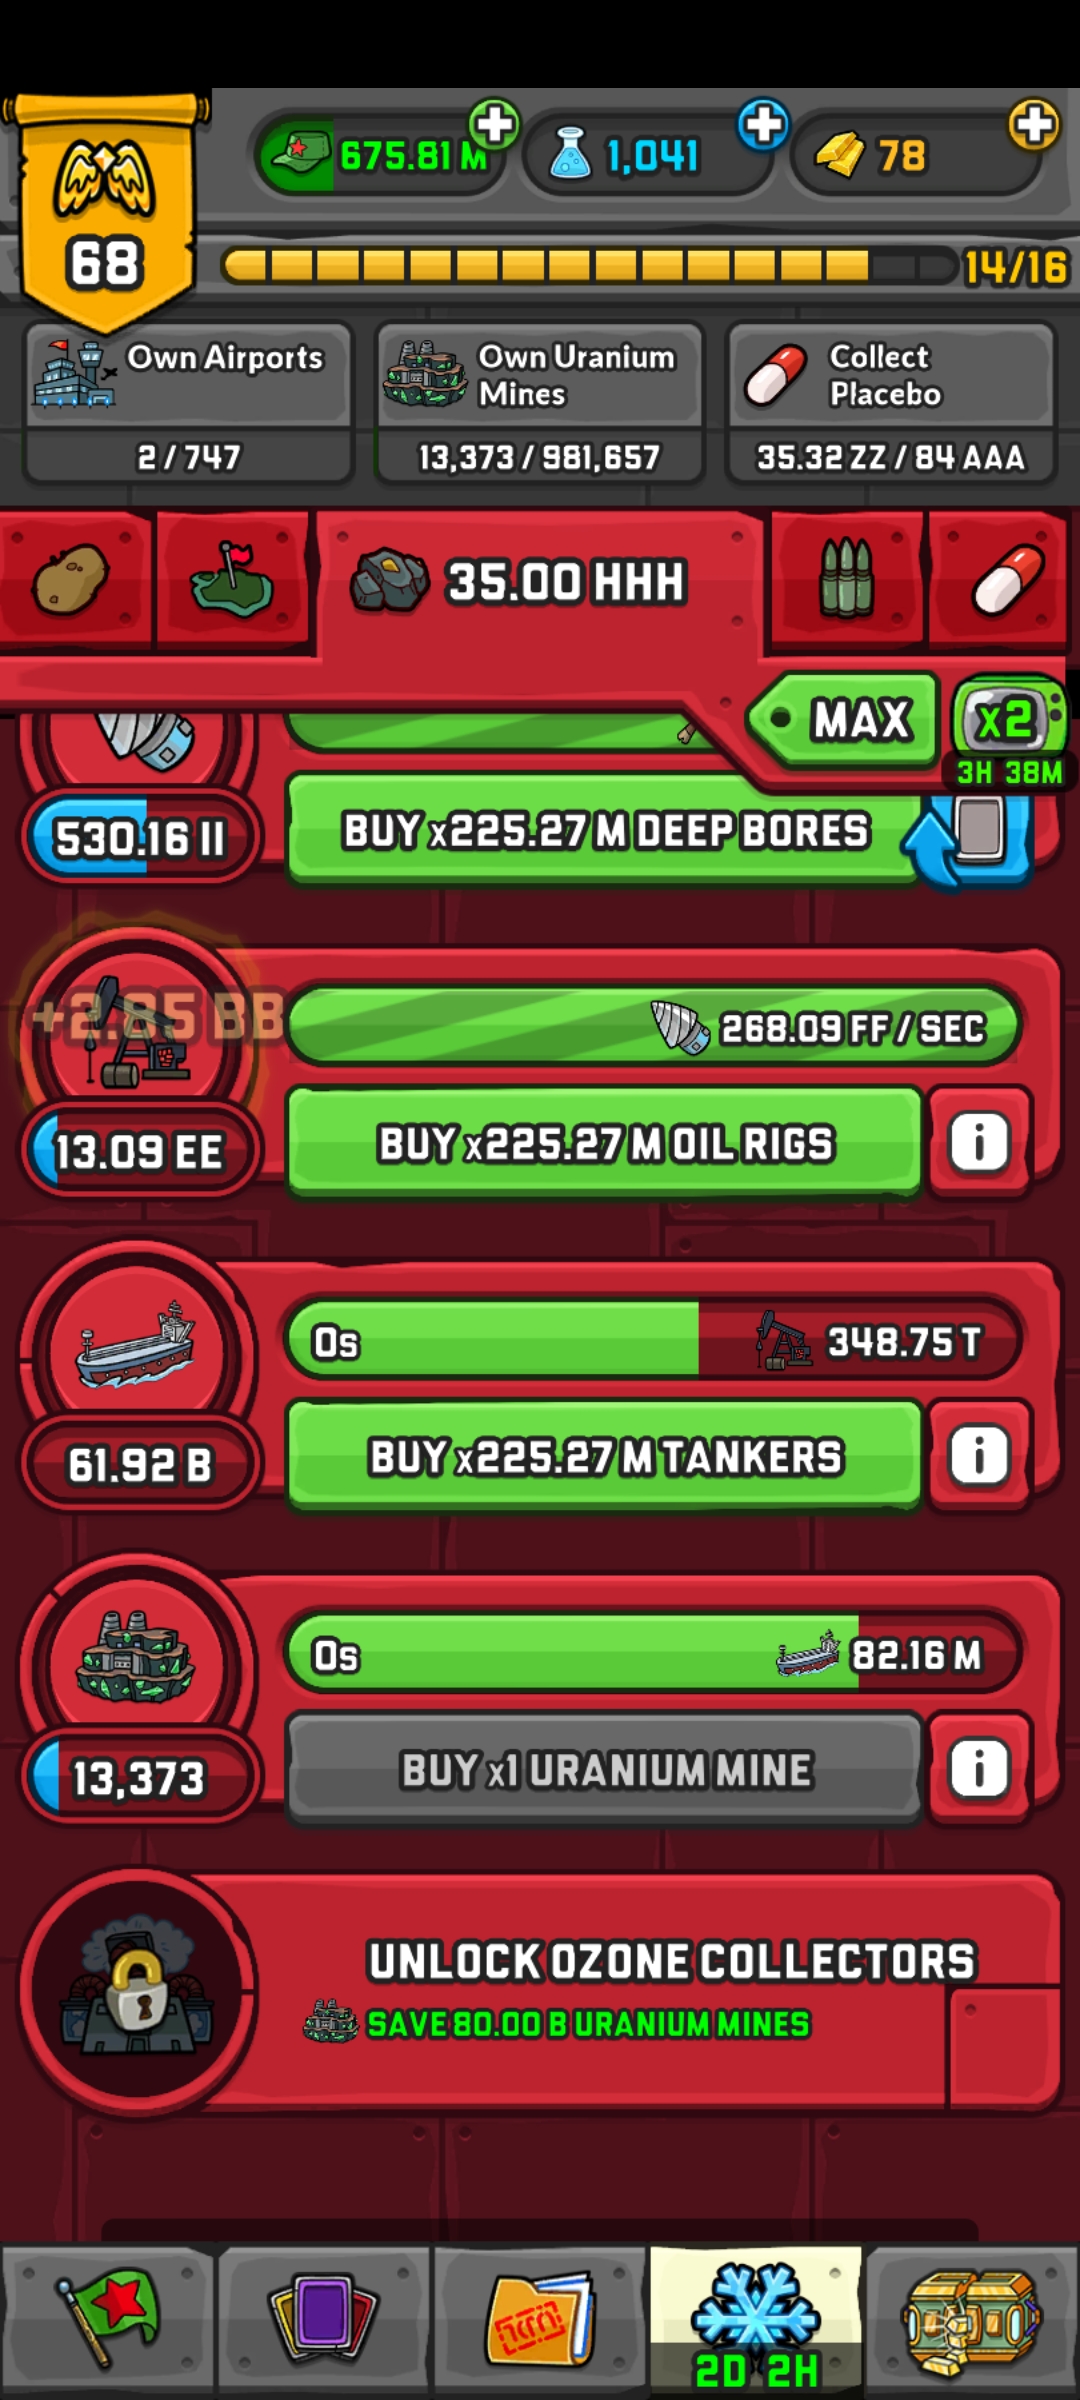 675.81 M
1,041
78
68
14/16
Own Airports
2 / 747
Own Uranium
Mines
13,373 / 981,657
Collect
Placebo
35.32 ZZ / 84 AAA
35.00 HHH
MAX
x2
3H 38M
530.16 II
BUY x225.27 M DEEP BORES
+2.85 BB
268.09 FF / SEC
13.09 EE
BUY x225.27 M OIL RIGS
i
0s
348.75 T
61.92 B
BUY x225.27 M TANKERS
i
0s
82.16 M
13,373
BUY x1 URANIUM MINE
i
UNLOCK OZONE COLLECTORS
SAVE 80.00 B URANIUM MINES
2D 2H